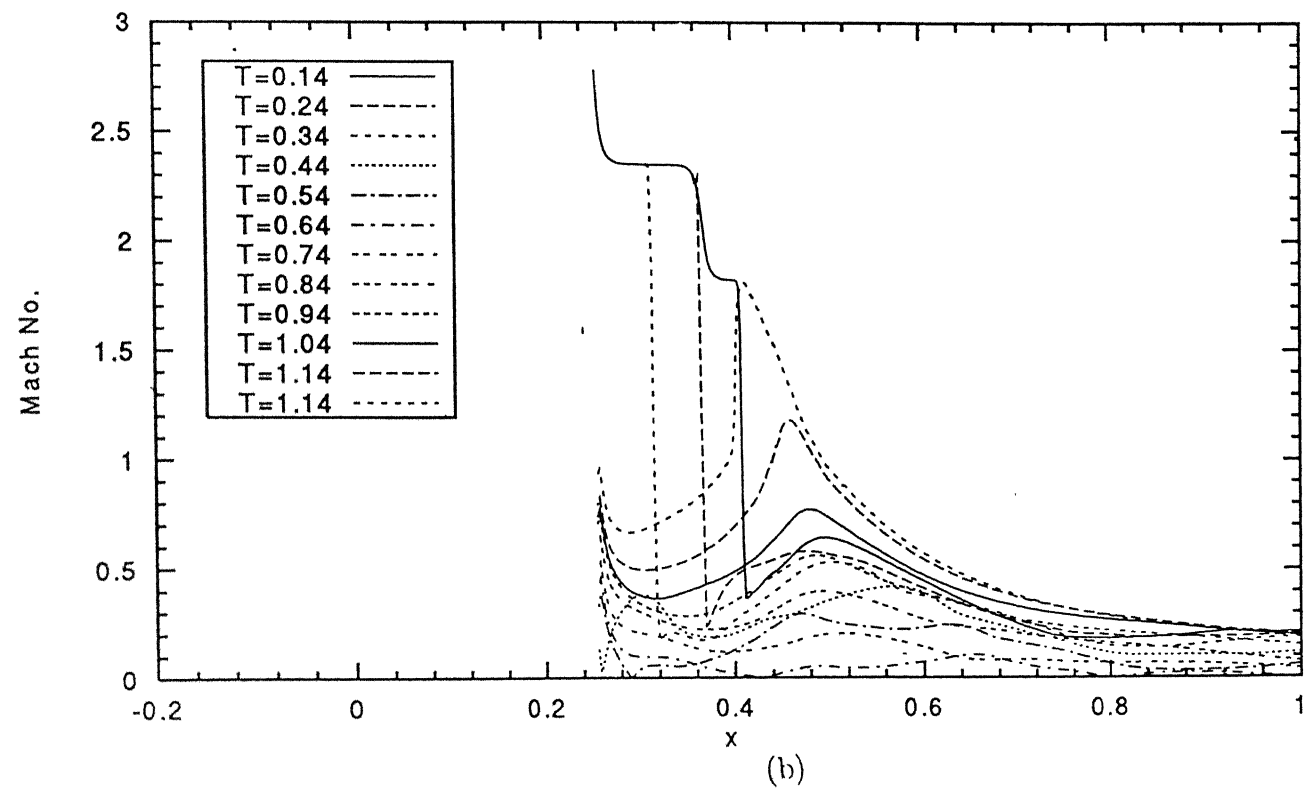 3
2.5
2
1.5
1
0.5
0
Mach No.
T=0.14
T=0.24
T=0.34
T=0.44
T=0.54
T=0.64
T=0.74
T=0.84
T=0.94
T=1.04
T=1.14
T=1.14
-0.2 0 0.2 0.4 0.6 0.8 1
x
(b)